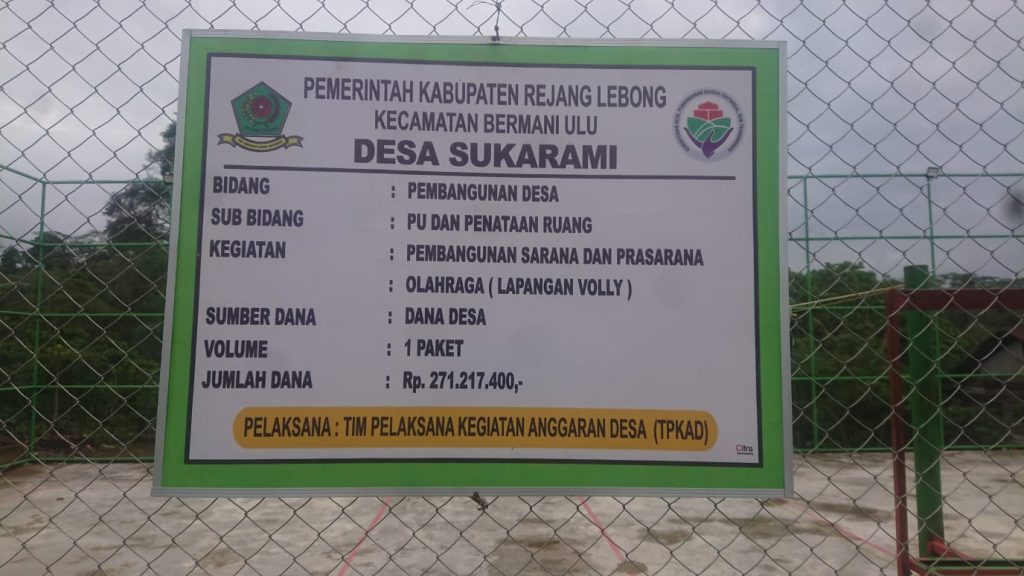 PEMERINTAH KABUPATEN REJANG LEBONG
KECAMATAN BERMANI ULU
DESA SUKARAMI
BIDANG : PEMBANGUNAN DESA
SUB BIDANG : PU DAN PENATAAN RUANG
KEGIATAN : PEMBANGUNAN SARANA DAN PRASARANA
: OLAHRAGA ( LAPANGAN VOLLY )
SUMBER DANA : DANA DESA
VOLUME : 1 PAKET
JUMLAH DANA : Rp. 271.217.400,-
PELAKSANA : TIM PELAKSANA KEGIATAN ANGGARAN DESA (TPKAD)
Citra